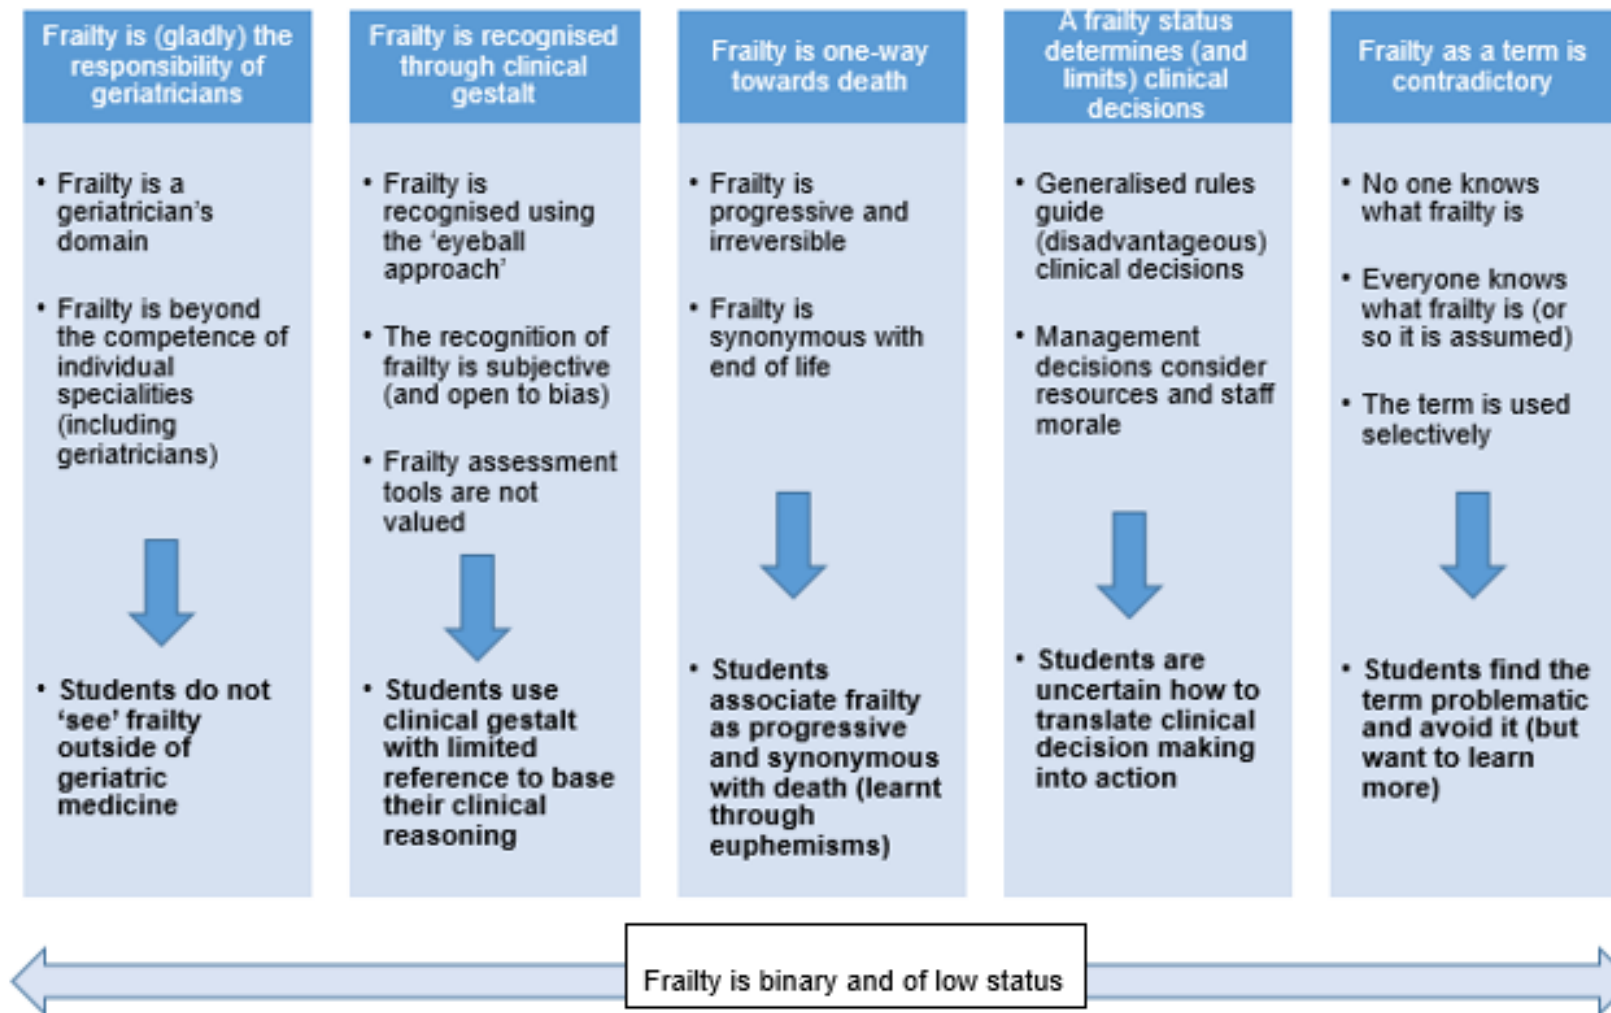 Frailty is (gladly) the
responsibility of
geriatricians
• Frailty is a
geriatrician's
domain
• Frailty is beyond
the competence of
individual
specialities
(including
geriatricians)
• Students do not
'see' frailty
outside of
geriatric
medicine
Frailty is recognised
through clinical
gestalt
• Frailty is
recognised using
the 'eyeball
approach'
• The recognition of
frailty is subjective
(and open to bias)
• Frailty assessment
tools are not
valued
• Students use
clinical gestalt
with limited
reference to base
their clinical
reasoning
Frailty is one-way
towards death
• Frailty is
progressive and
irreversible
• Frailty is
synonymous with
end of life
• Students
associate frailty
as progressive
and synonymous
with death (learnt
through
euphemisms)
A frailty status
determines (and
limits) clinical
decisions
• Generalised rules
guide
(disadvantageous)
clinical decisions
• Management
decisions consider
resources and staff
morale
• Students are
uncertain how to
translate clinical
decision making
into action
Frailty as a term is
contradictory
• No one knows
what frailty is
• Everyone knows
what frailty is (or
so it is assumed)
• The term is used
selectively
• Students find the
term problematic
and avoid it (but
want to learn
more)
Frailty is binary and of low status